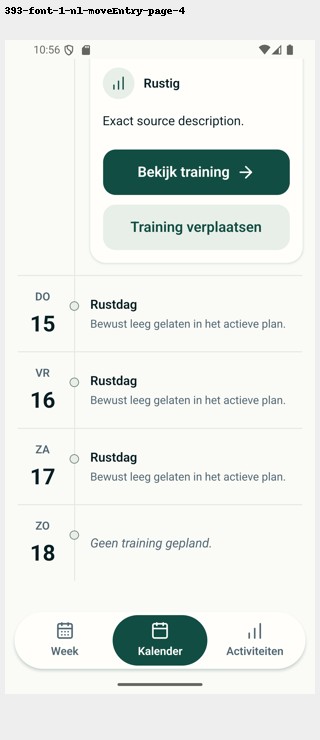 393-font-1-nl-moveEntry-page-4
10:56
Rustig
Exact source description.
Bekijk training →
Training verplaatsen
DO
15
Rustdag
Bewust leeg gelaten in het actieve plan.
VR
16
Rustdag
Bewust leeg gelaten in het actieve plan.
ZA
17
Rustdag
Bewust leeg gelaten in het actieve plan.
ZO
18
Geen training gepland.
Week
Kalender
Activiteiten